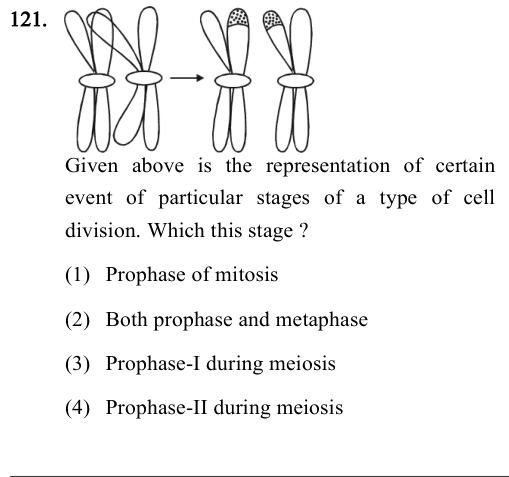 121.
Given above is the representation of certain
event of particular stages of a type of cell
division. Which this stage ?
(1) Prophase of mitosis
(2) Both prophase and metaphase
(3) Prophase-I during meiosis
(4) Prophase-II during meiosis